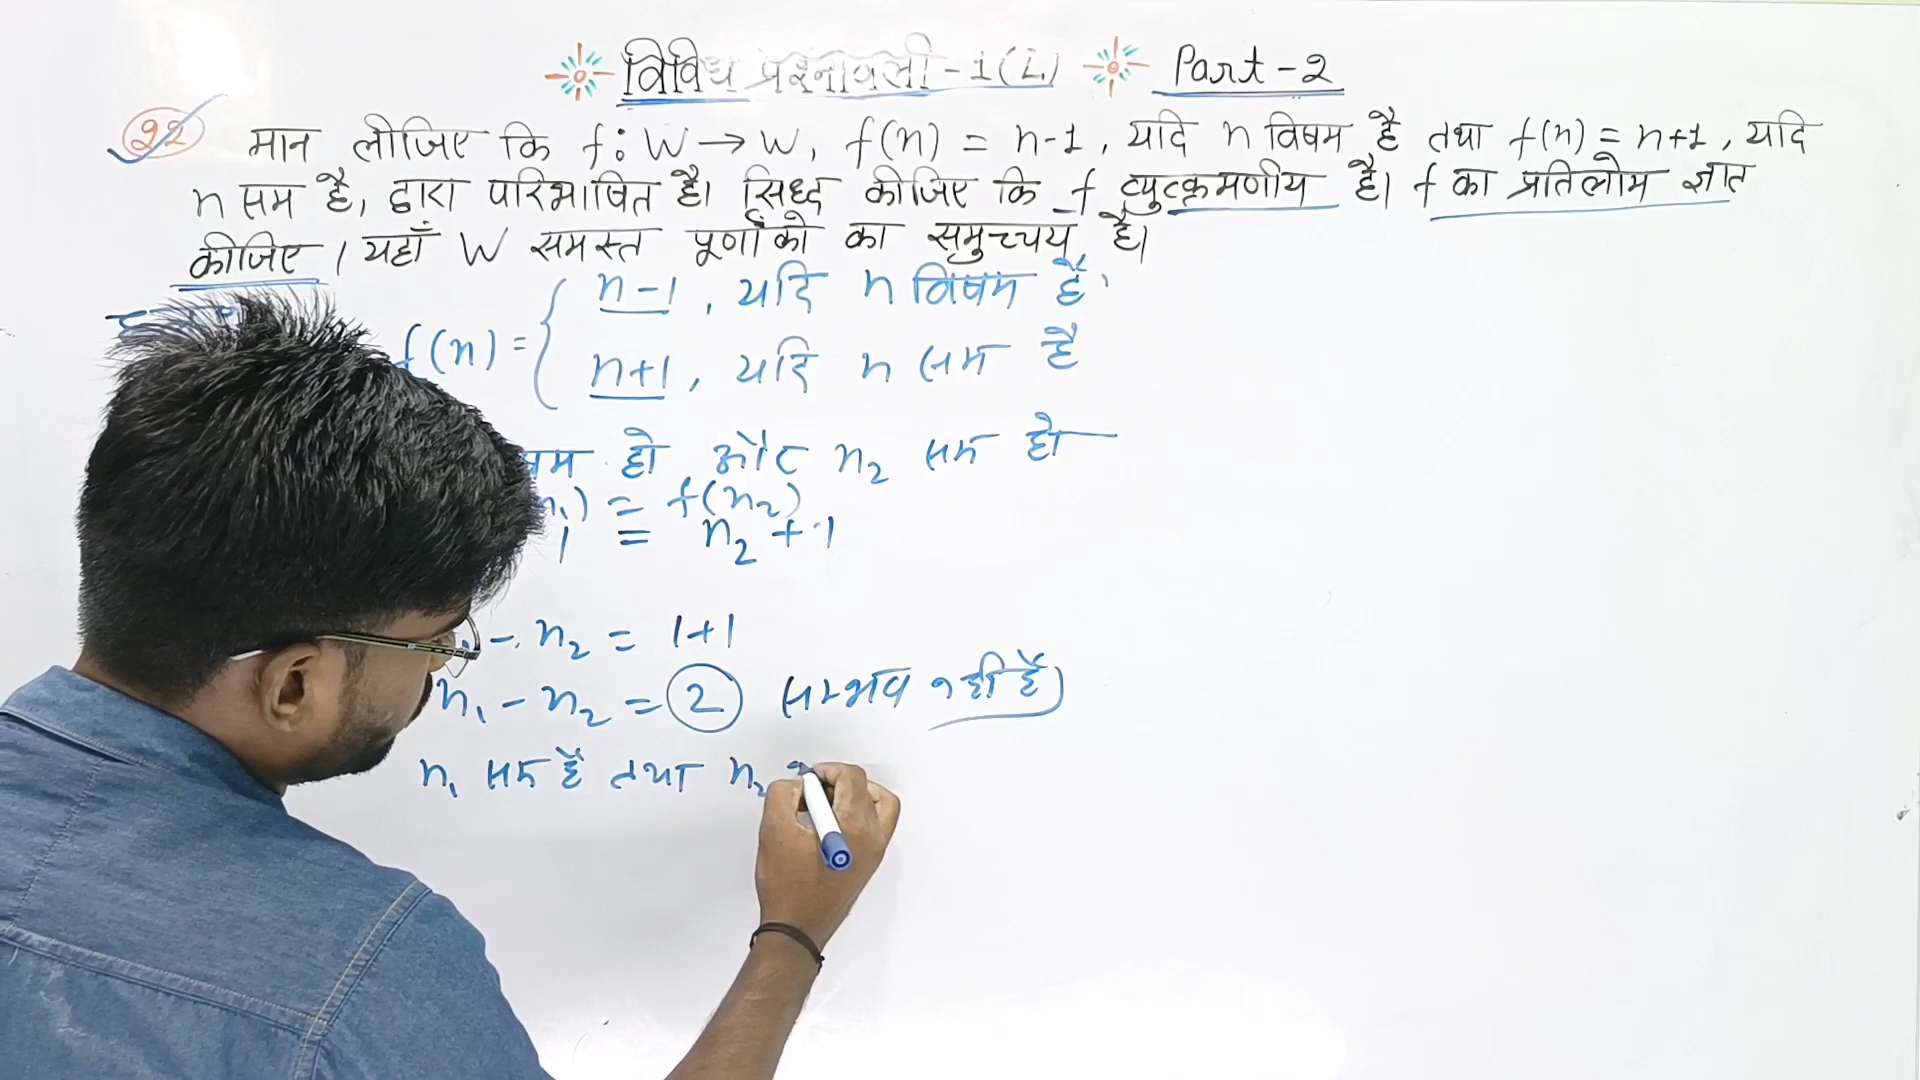 विविध प्रश्नावली - 1(i.) Part - 2
22 मान लीजिए कि f: W → W, f(n) = n-1, यदि n विषम है तथा f(n) = n+1, यदि
n सम है, द्वारा परिभाषित है। सिध्द कीजिए कि f व्युत्क्रमणीय है। f का प्रतिलोम ज्ञात
कीजिए। यहाँ W समस्त पूर्णांको का समुच्चय है।
f(n) = { n-1, यदि n विषम है
n+1, यदि n सम है
हो और n₂ सम हो
) = f(n₂)
1 = n₂ + 1
- n₂ = 1+1
n₁ - n₂ = 2 सम्भव नहीं है)
n₁ सम है तथा n₂